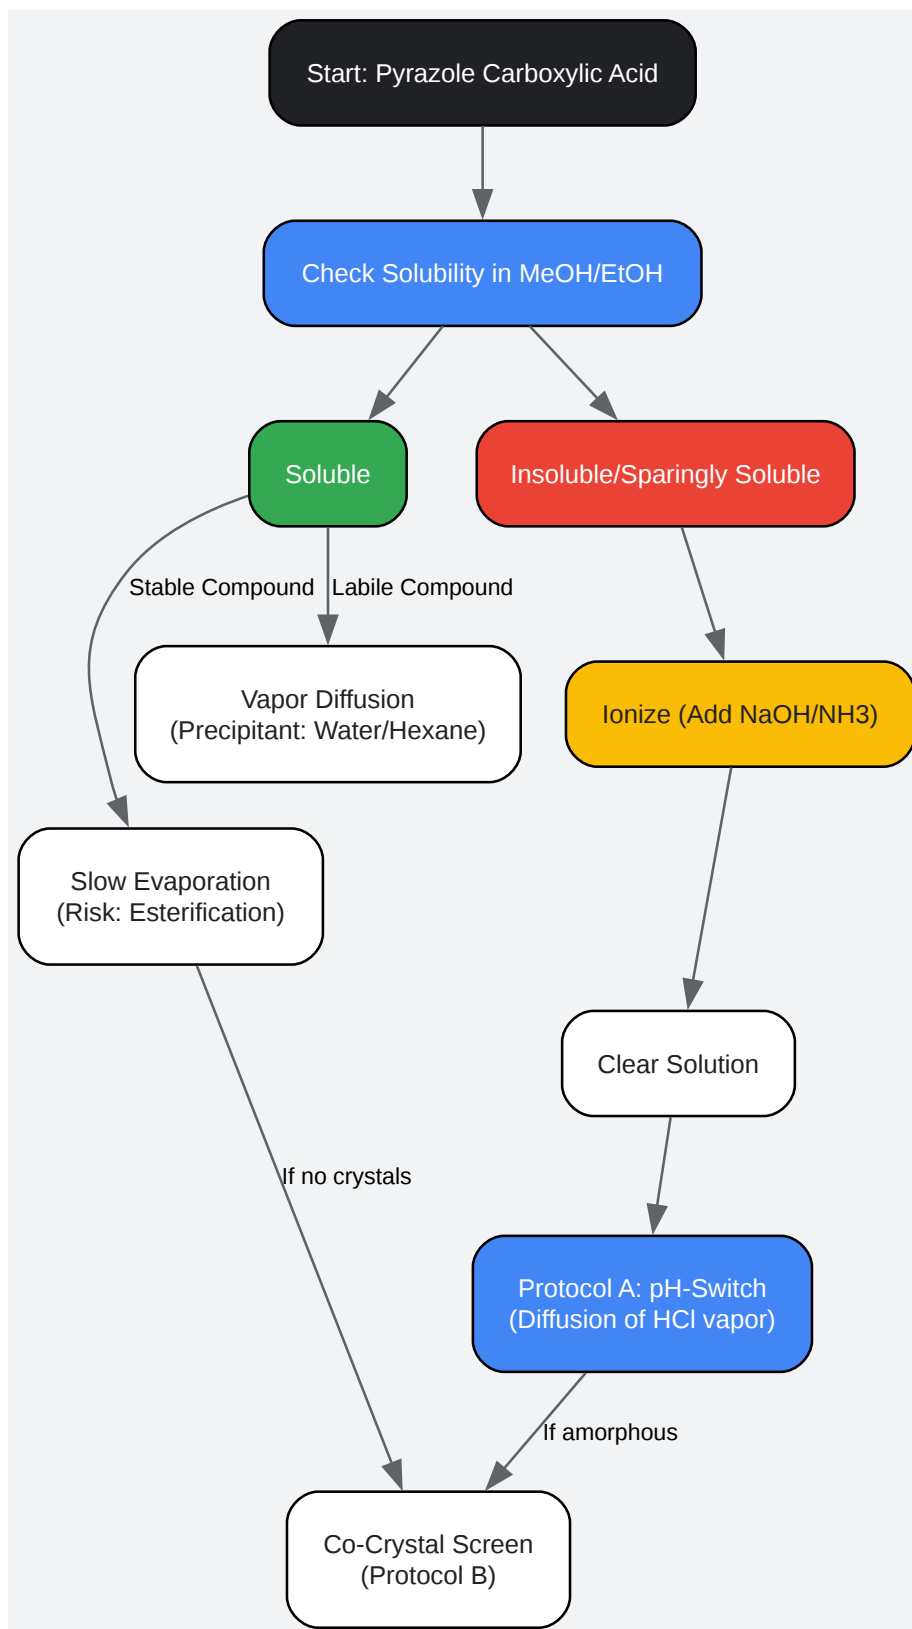 Start: Pyrazole Carboxylic Acid
Check Solubility in MeOH/EtOH
Soluble
Insoluble/Sparingly Soluble
Stable Compound
Labile Compound
Vapor Diffusion
(Precipitant: Water/Hexane)
Ionize (Add NaOH/NH3)
Slow Evaporation
(Risk: Esterification)
Clear Solution
If no crystals
Protocol A: pH-Switch
(Diffusion of HCl vapor)
If amorphous
Co-Crystal Screen
(Protocol B)